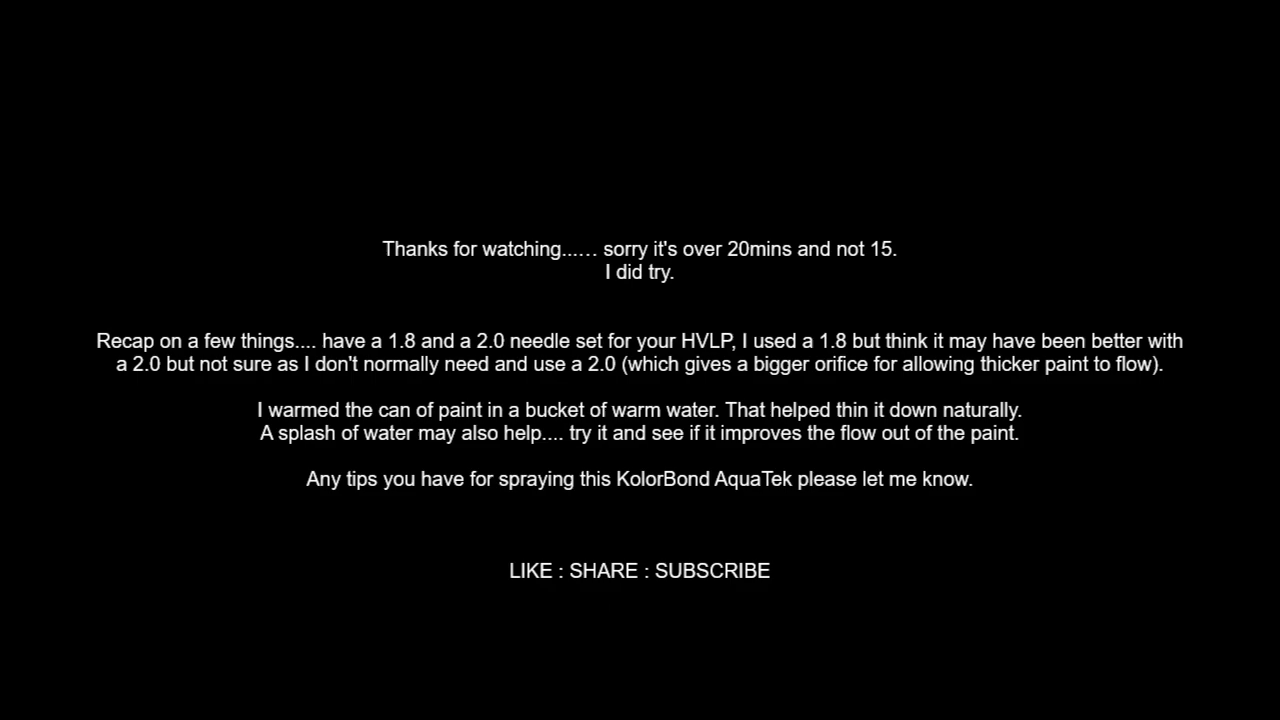 Thanks for watching...… sorry it's over 20mins and not 15.
I did try.
Recap on a few things.... have a 1.8 and a 2.0 needle set for your HVLP, I used a 1.8 but think it may have been better with
a 2.0 but not sure as I don't normally need and use a 2.0 (which gives a bigger orifice for allowing thicker paint to flow).
I warmed the can of paint in a bucket of warm water. That helped thin it down naturally.
A splash of water may also help.... try it and see if it improves the flow out of the paint.
Any tips you have for spraying this KolorBond AquaTek please let me know.
LIKE : SHARE : SUBSCRIBE